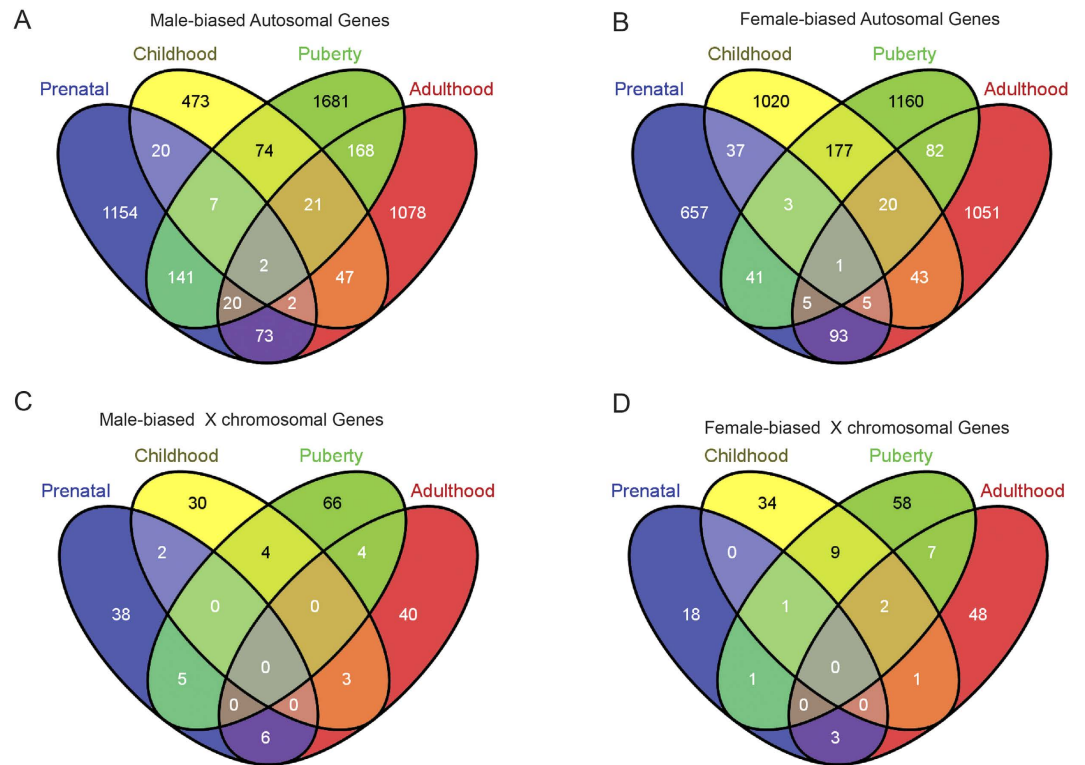 A
Male-biased Autosomal Genes
Childhood
Puberty
Prenatal
Adulthood
473
1681
20
74
168
1154
7
21
1078
2
141
47
20
2
73
B
Female-biased Autosomal Genes
Childhood
Puberty
Prenatal
Adulthood
1020
1160
37
177
82
657
3
20
1051
1
41
43
5
5
93
C
Male-biased X chromosomal Genes
Childhood
Puberty
Prenatal
Adulthood
30
66
2
4
4
38
0
0
40
0
5
3
0
0
6
D
Female-biased X chromosomal Genes
Childhood
Puberty
Prenatal
Adulthood
34
58
0
9
7
18
1
2
48
0
1
1
0
0
3